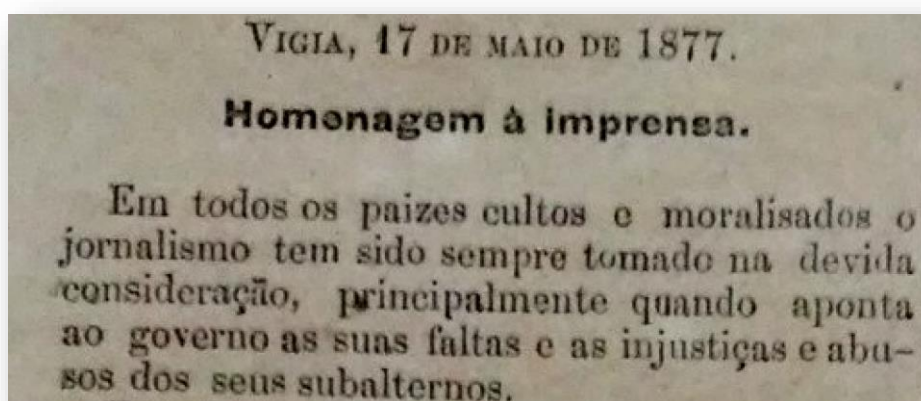 VIGIA, 17 DE MAIO DE 1877.
Homenagem á imprensa.
Em todos os paizes cultos e moralisados o
jornalismo tem sido sempre tomado na devida
consideração, principalmente quando aponta
ao governo as suas faltas e as injustiças e abu-
sos dos seus subalternos.